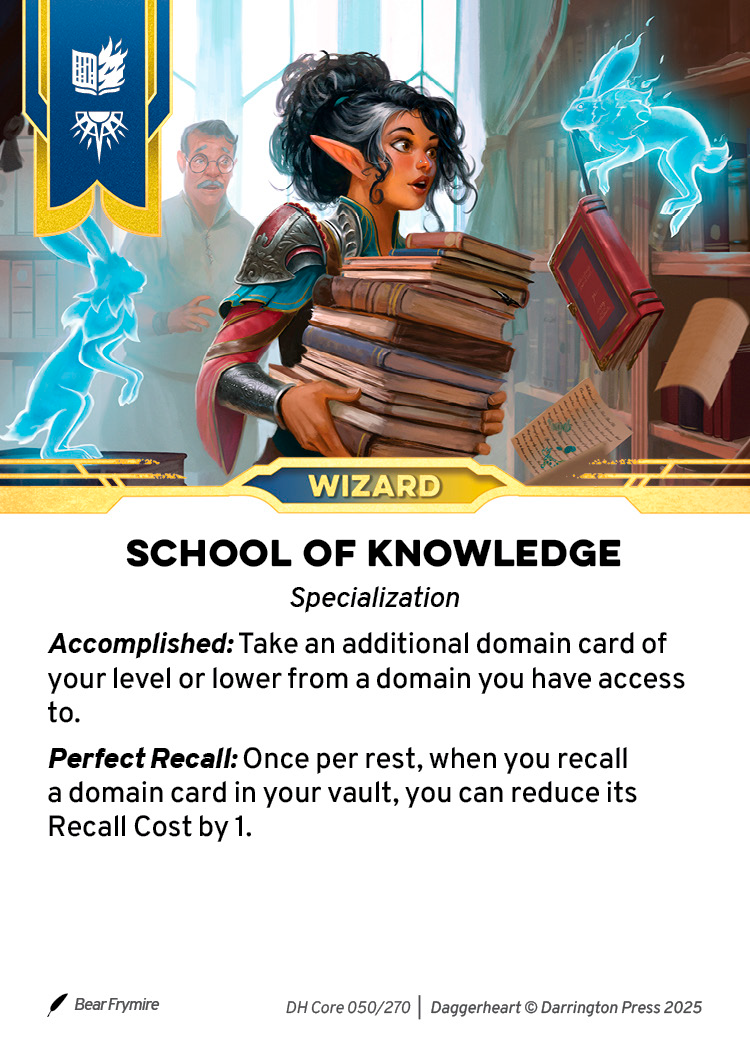 WIZARD
SCHOOL OF KNOWLEDGE
Specialization
Accomplished: Take an additional domain card of
your level or lower from a domain you have access
to.
Perfect Recall: Once per rest, when you recall
a domain card in your vault, you can reduce its
Recall Cost by 1.
Bear Frymire
DH Core 050/270 | Daggerheart © Darrington Press 2025